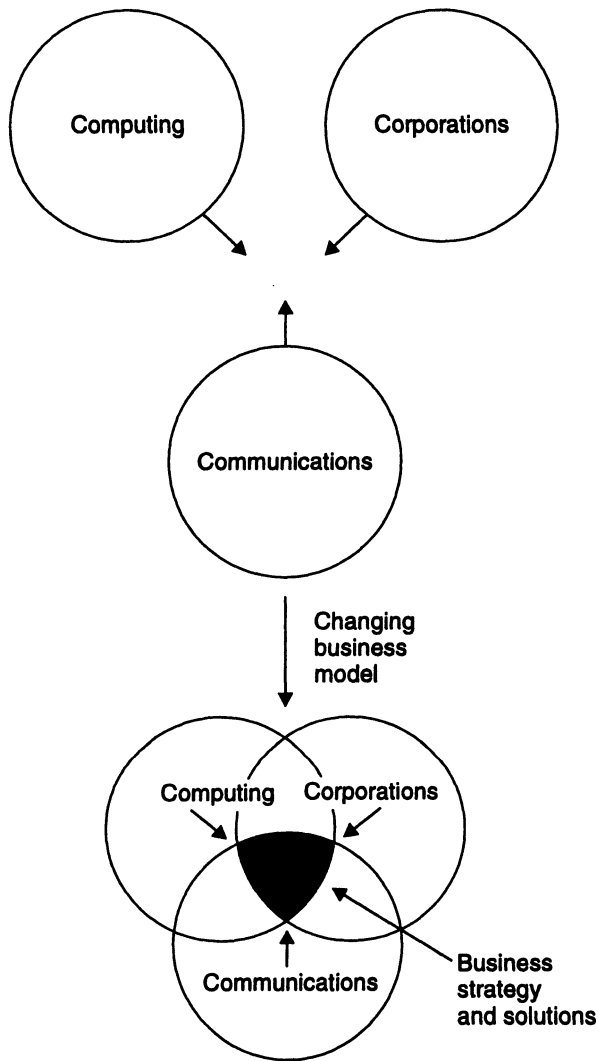 Computing
Corporations
Communications
Changing
business
model
Computing
Corporations
Communications
Business
strategy
and solutions